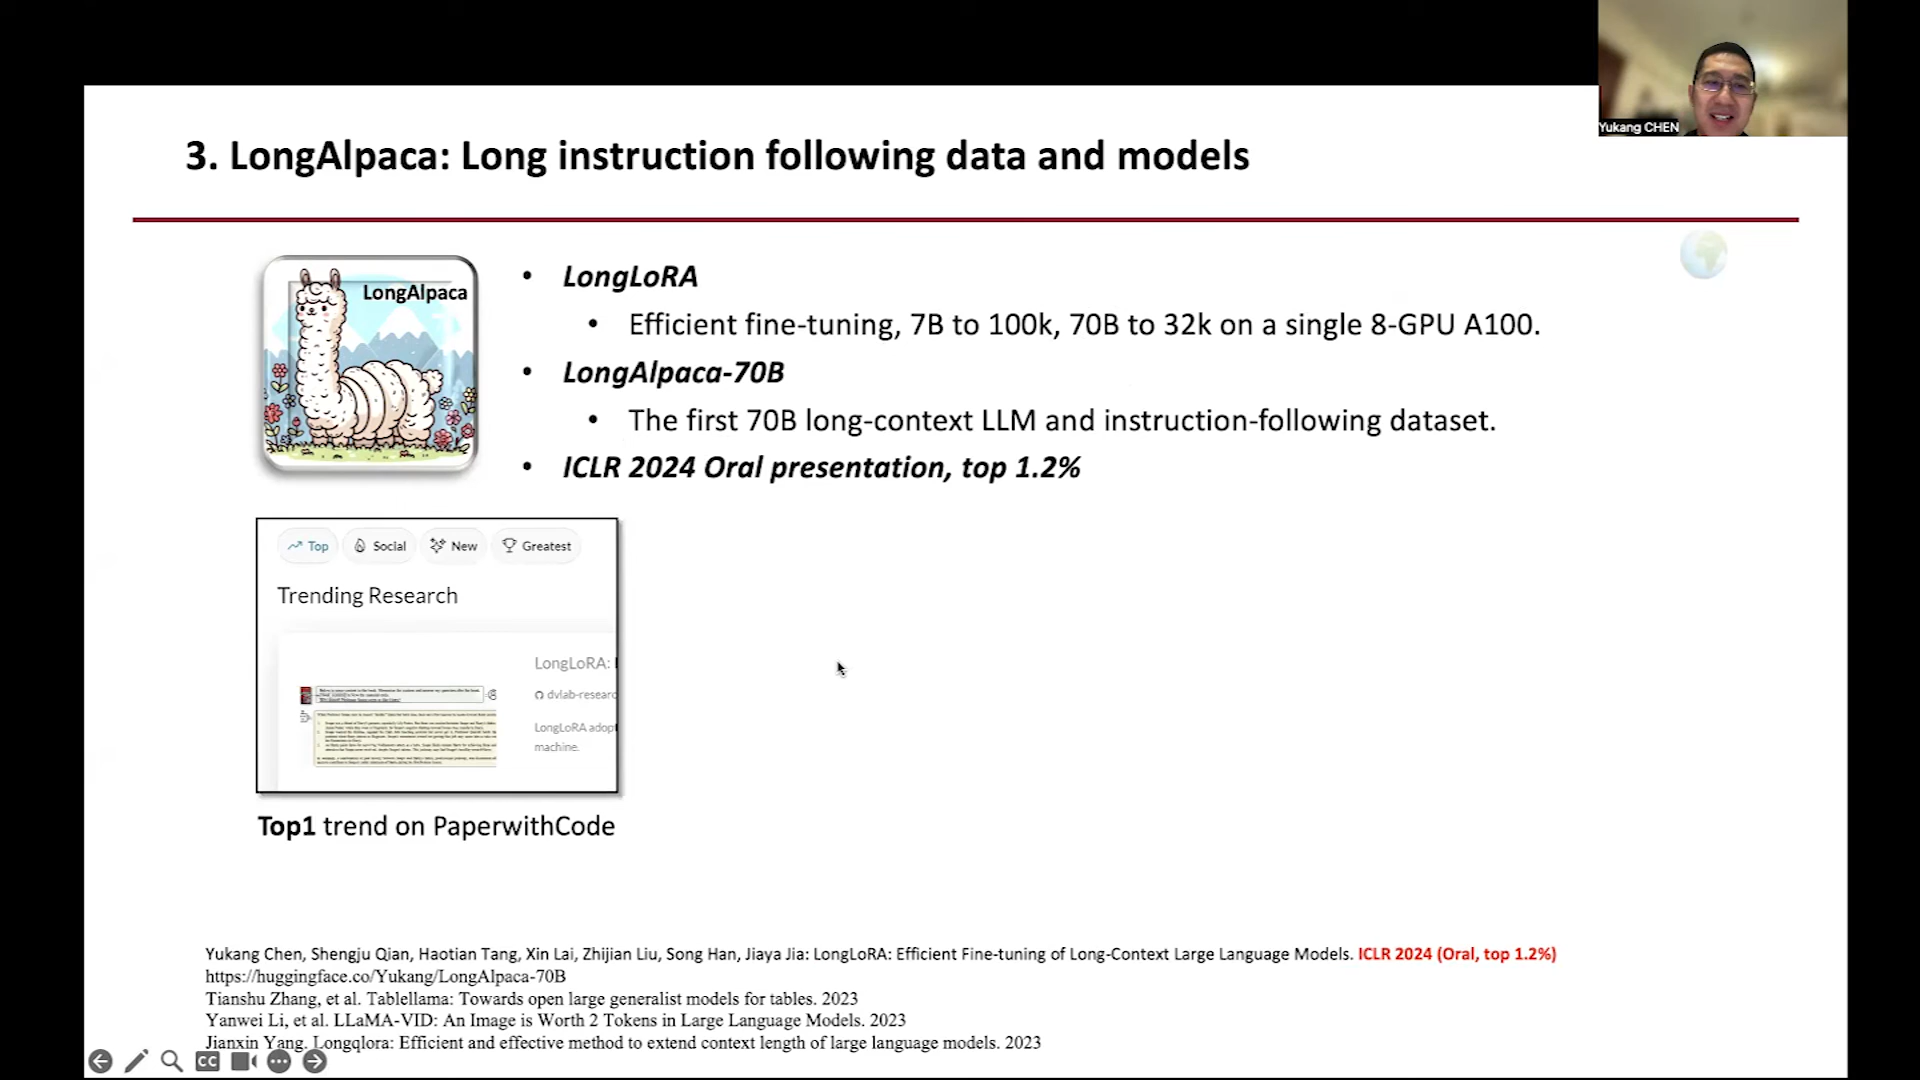 Yukang CHEN
3. LongAlpaca: Long instruction following data and models
LongAlpaca
• LongLoRA
• Efficient fine-tuning, 7B to 100k, 70B to 32k on a single 8-GPU A100.
• LongAlpaca-70B
• The first 70B long-context LLM and instruction-following dataset.
• ICLR 2024 Oral presentation, top 1.2%
Top Social New Greatest
Trending Research
LongLoRA:
dvlab-researc
LongLoRA adopt
machine.
Top1 trend on PaperwithCode
Yukang Chen, Shengju Qian, Haotian Tang, Xin Lai, Zhijian Liu, Song Han, Jiaya Jia: LongLoRA: Efficient Fine-tuning of Long-Context Large Language Models. ICLR 2024 (Oral, top 1.2%)
https://huggingface.co/Yukang/LongAlpaca-70B
Tianshu Zhang, et al. Tablellama: Towards open large generalist models for tables. 2023
Yanwei Li, et al. LLaMA-VID: An Image is Worth 2 Tokens in Large Language Models. 2023
Jianxin Yang. Longqlora: Efficient and effective method to extend context length of large language models. 2023
CC